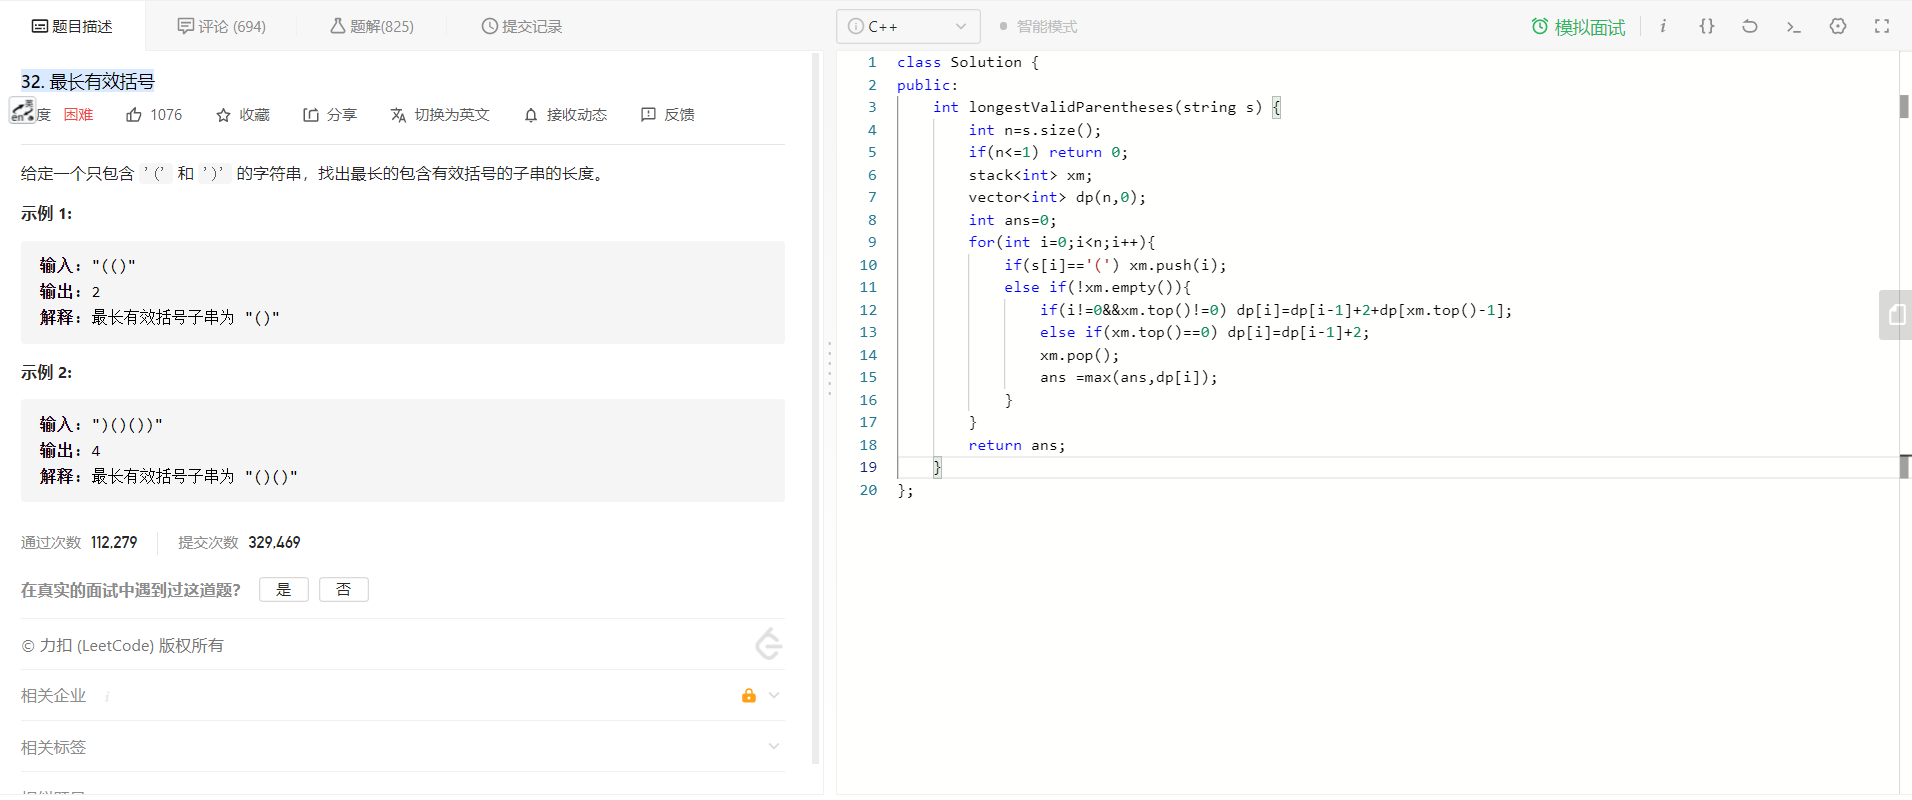 题目描述
评论 (694)
题解(825)
提交记录
C++
智能模式
模拟面试
32. 最长有效括号
度 困难 1076 收藏 分享 切换为英文 接收动态 反馈
给定一个只包含 '(' 和 ')' 的字符串，找出最长的包含有效括号的子串的长度。
示例 1:
输入: "(()"
输出: 2
解释: 最长有效括号子串为 "()"
示例 2:
输入: ")()())"
输出: 4
解释: 最长有效括号子串为 "()()"
通过次数 112,279 提交次数 329,469
在真实的面试中遇到过这道题? 是 否
© 力扣 (LeetCode) 版权所有
相关企业 i
相关标签
1 class Solution {
2 public:
3 int longestValidParentheses(string s) {
4 int n=s.size();
5 if(n<=1) return 0;
6 stack<int> xm;
7 vector<int> dp(n,0);
8 int ans=0;
9 for(int i=0;i<n;i++){
10 if(s[i]=='(') xm.push(i);
11 else if(!xm.empty()){
12 if(i!=0&&xm.top()!=0) dp[i]=dp[i-1]+2+dp[xm.top()-1];
13 else if(xm.top()==0) dp[i]=dp[i-1]+2;
14 xm.pop();
15 ans =max(ans,dp[i]);
16 }
17 }
18 return ans;
19 }
20 };